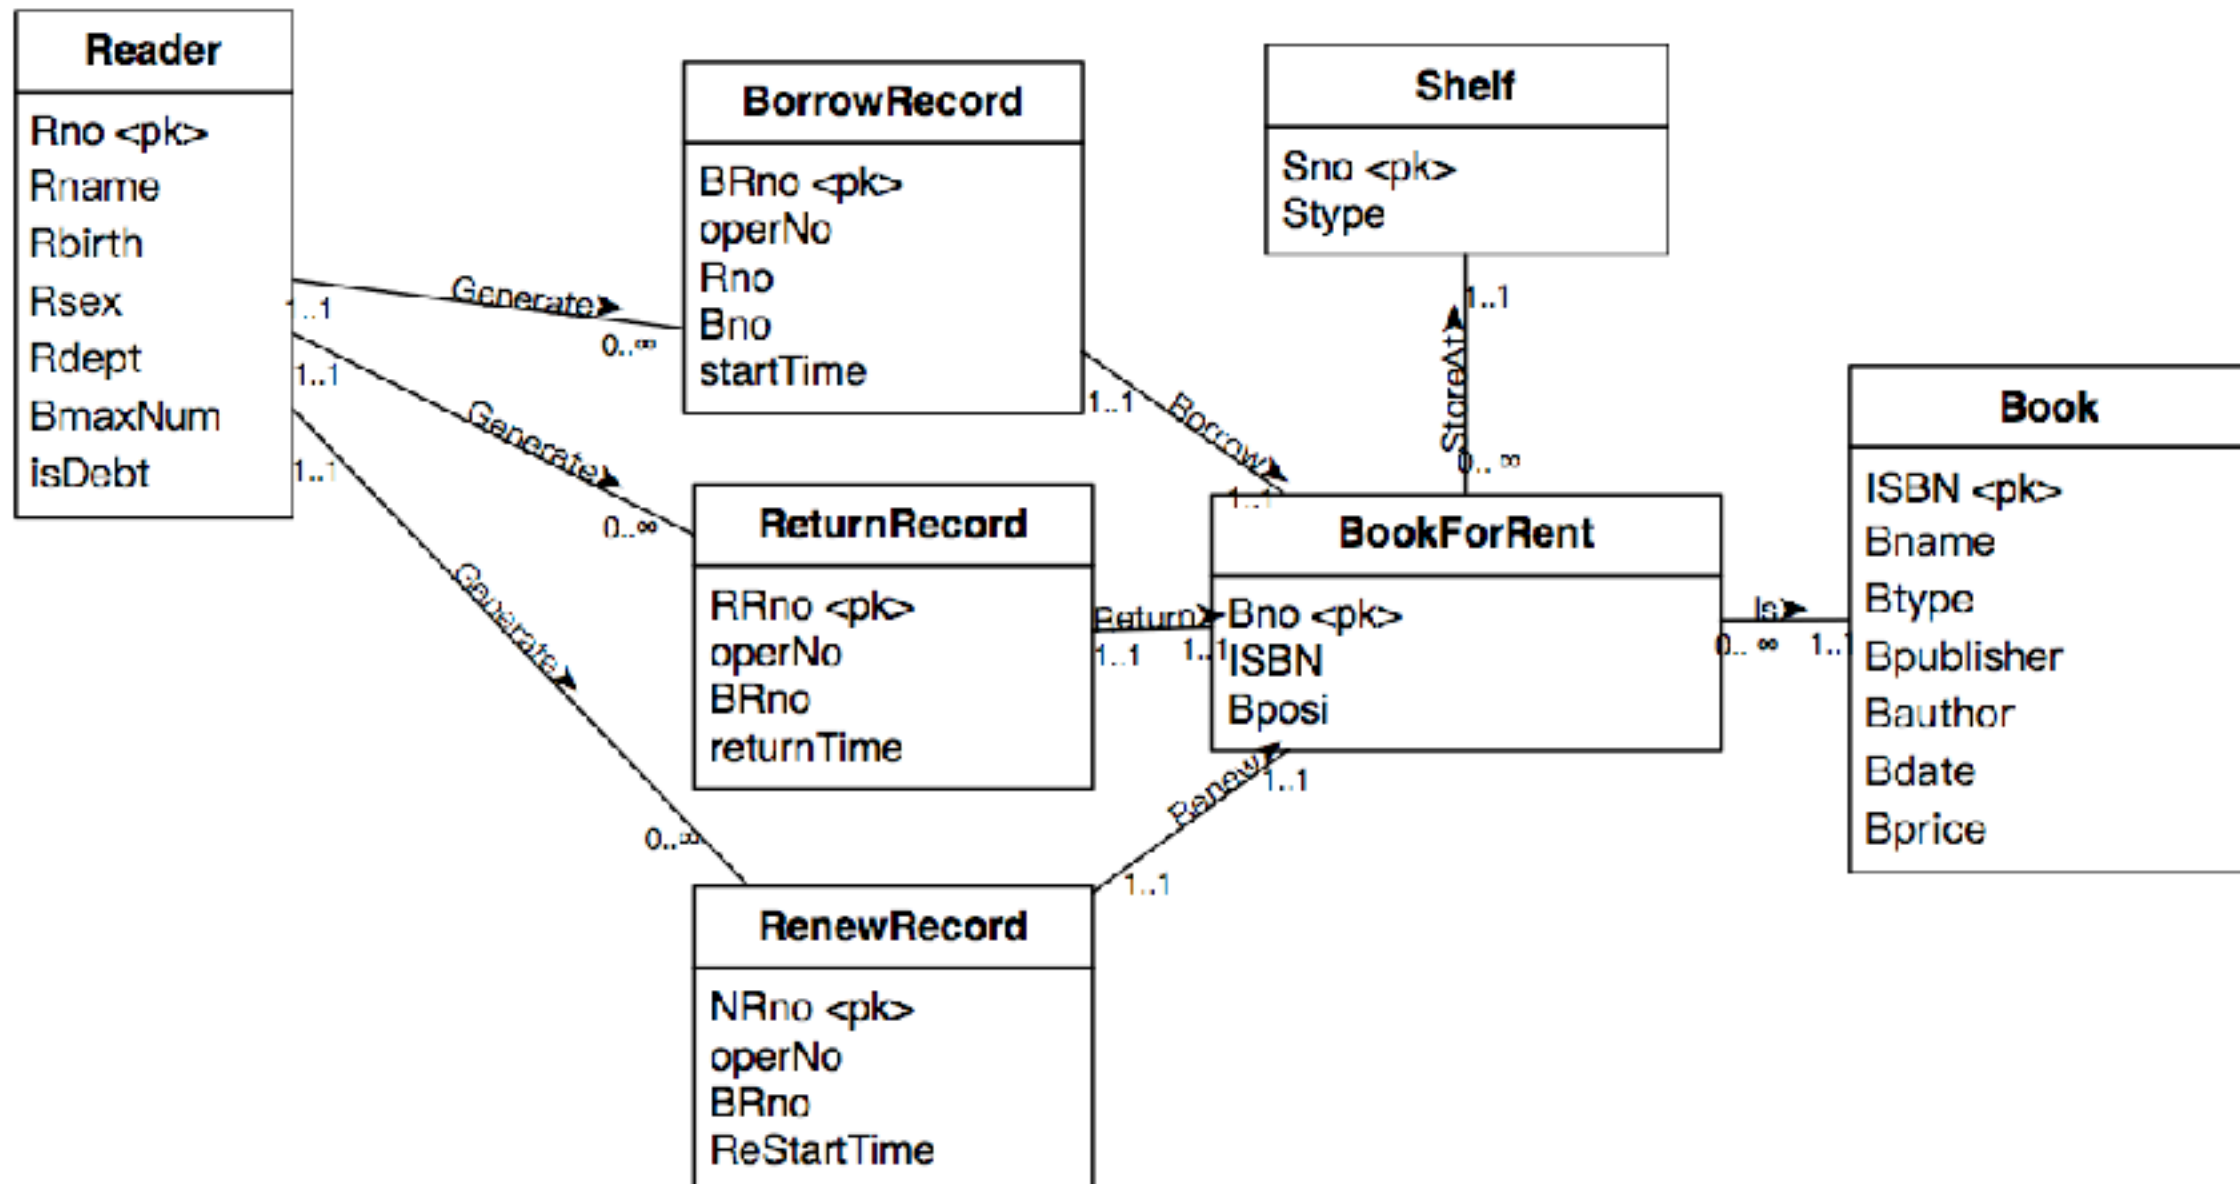 Reader
Rno <pk>
Rname
Rbirth
Rsex
Rdept
BmaxNum
isDebt
Generate
1..1
0..∞
Generate
1..1
0..∞
Generate
1..1
0..∞
BorrowRecord
BRno <pk>
operNo
Rno
Bno
startTime
Borrow
1..1
1..1
ReturnRecord
RRno <pk>
operNo
BRno
returnTime
Return
1..1
1..1
RenewRecord
NRno <pk>
operNo
BRno
ReStartTime
Renew
1..1
1..1
Shelf
Sno <pk>
Stype
1..1
StoreAt
0.. ∞
BookForRent
Bno <pk>
ISBN
Bposi
Is
0.. ∞
1..1
Book
ISBN <pk>
Bname
Btype
Bpublisher
Bauthor
Bdate
Bprice